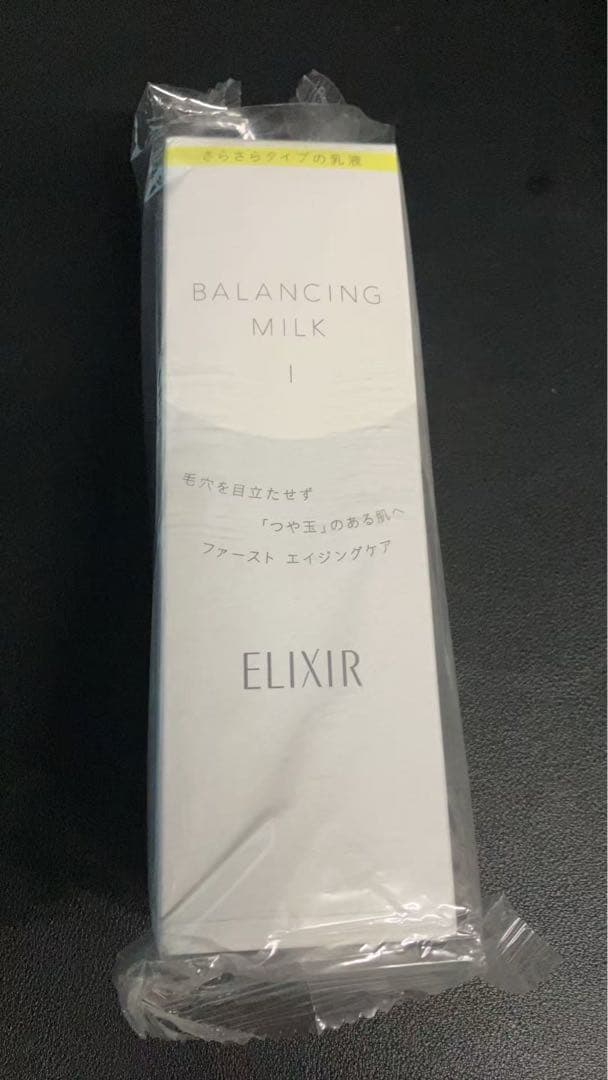 さらさらタイプの乳液
BALANCING
MILK
I
毛穴を目立たせず
「つや玉」のある肌へ
ファースト エイジングケア
ELIXIR